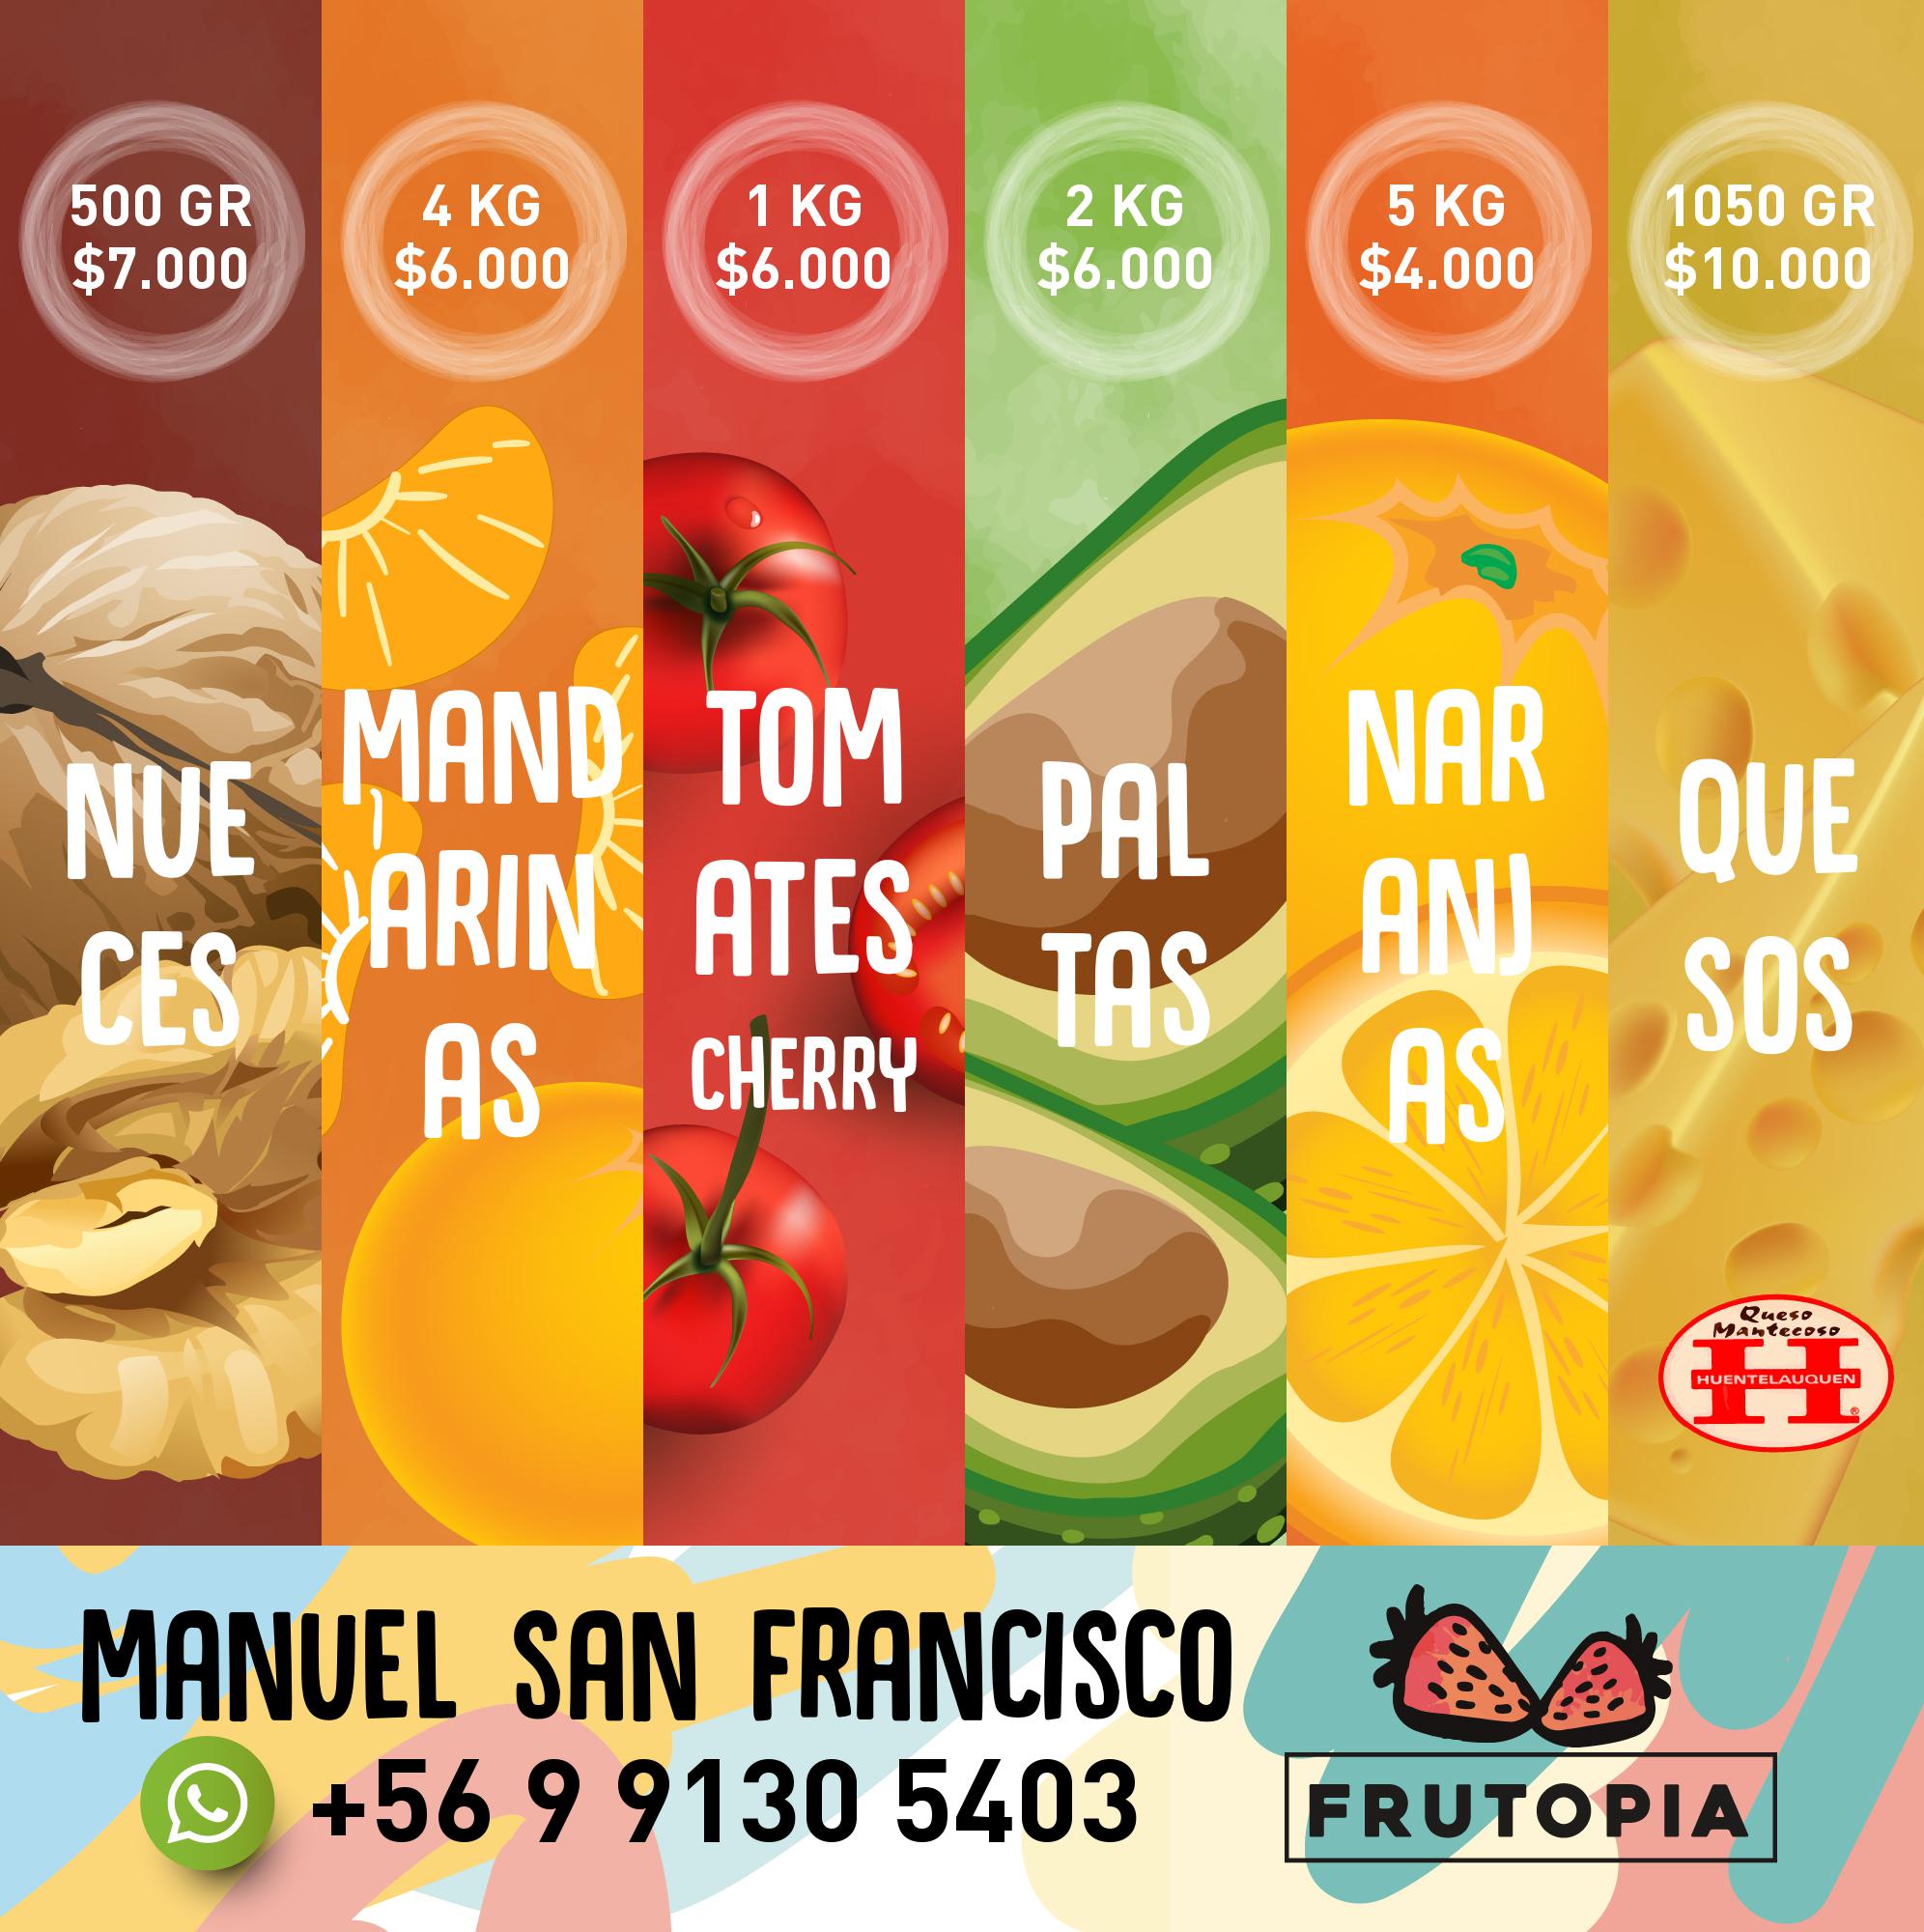 500 GR
$7.000
NUE
CES
4 KG
$6.000
MAND
ARIN
AS
1 KG
$6.000
TOM
ATES
CHERRY
2 KG
$6.000
PAL
TAS
5 KG
$4.000
NAR
ANJ
AS
1050 GR
$10.000
QUE
SOS
Queso
Mantecoso
H
HUENTELAUQUEN
®
MANUEL SAN FRANCISCO
+56 9 9130 5403
FRUTOPIA